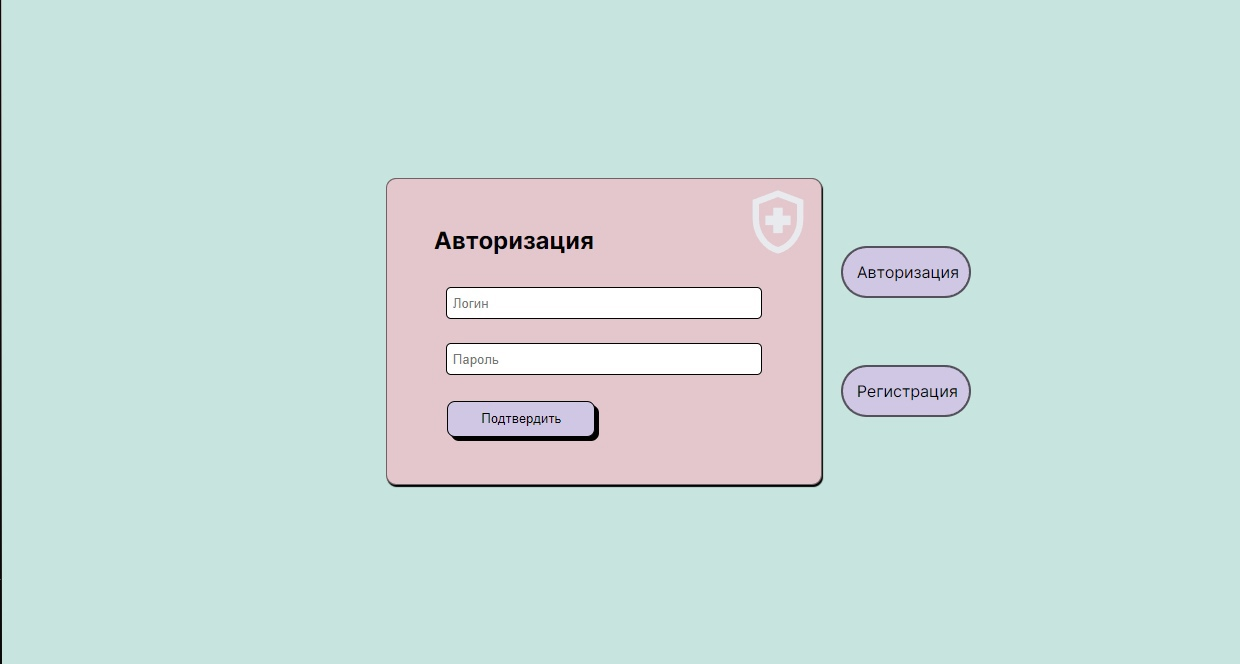 Авторизация
Логин
Пароль
Подтвердить
Авторизация
Регистрация